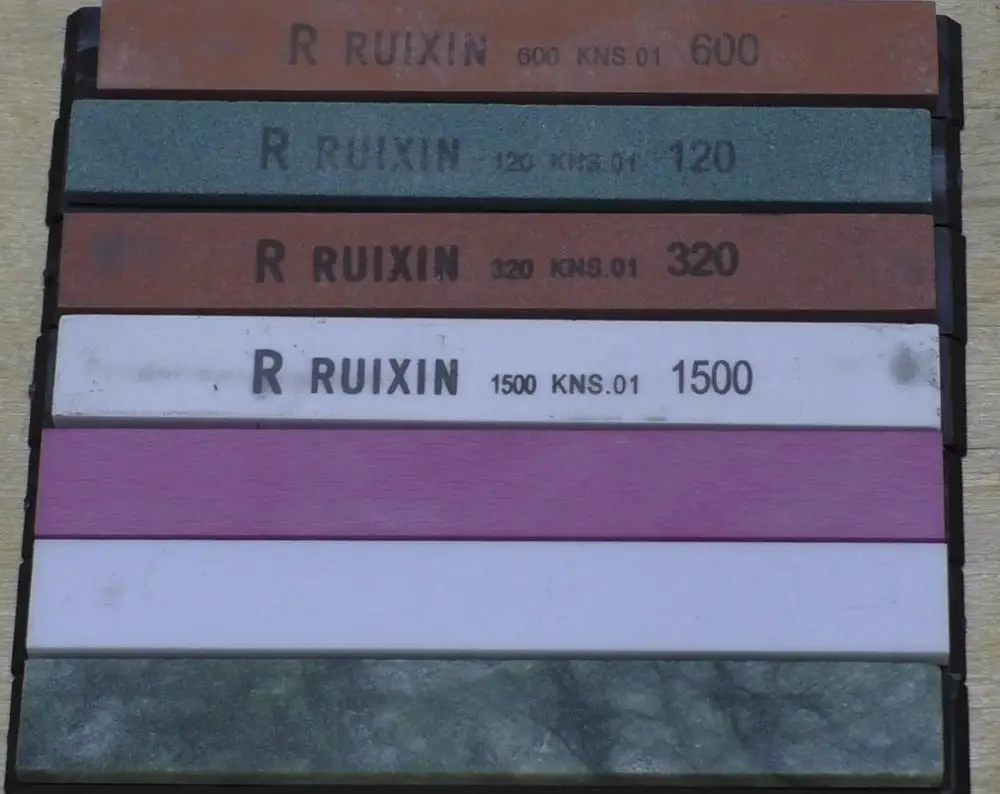 R RUIXIN 600 KNS.01 600
R RUIXIN 120 KNS.01 120
R RUIXIN 320 KNS.01 320
R RUIXIN 1500 KNS.01 1500